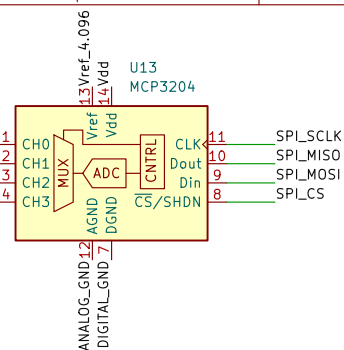 Vref_4.096
Vdd
13
14
U13
MCP3204
Vref
Vdd
1
CH0
CLK
11
SPI_SCLK
2
CH1
Dout
10
SPI_MISO
3
CH2
Din
9
SPI_MOSI
4
CH3
CS/SHDN
8
SPI_CS
MUX
ADC
CNTRL
AGND
DGND
12
7
ANALOG_GND
DIGITAL_GND